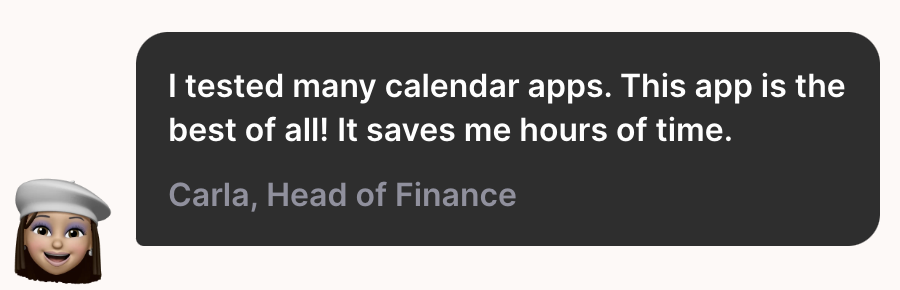 I tested many calendar apps. This app is the
best of all! It saves me hours of time.
Carla, Head of Finance